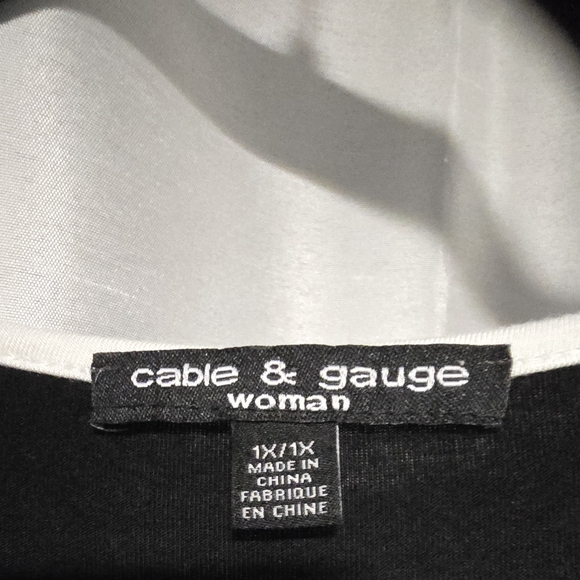 cable & gauge
woman
1X/1X
MADE IN
CHINA
FABRIQUE
EN CHINE